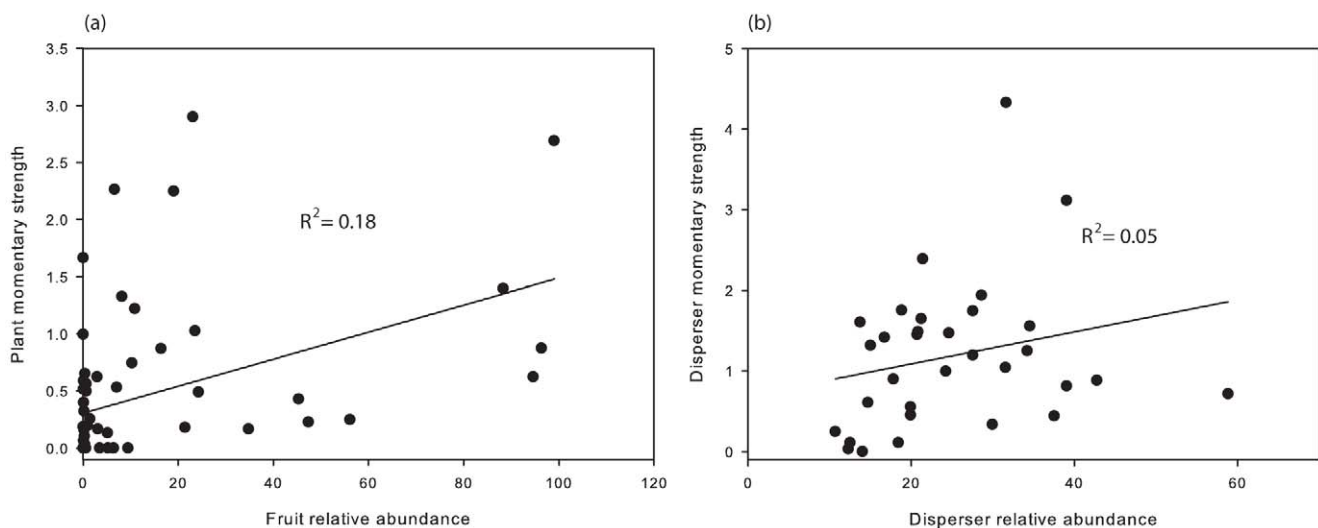 (a)
3.5
3.0
2.5
2.0
1.5
1.0
0.5
0.0
Plant momentary strength
R²= 0.18
0 20 40 60 80 100 120
Fruit relative abundance
(b)
5
4
3
2
1
0
Disperser momentary strength
R²= 0.05
0 20 40 60
Disperser relative abundance